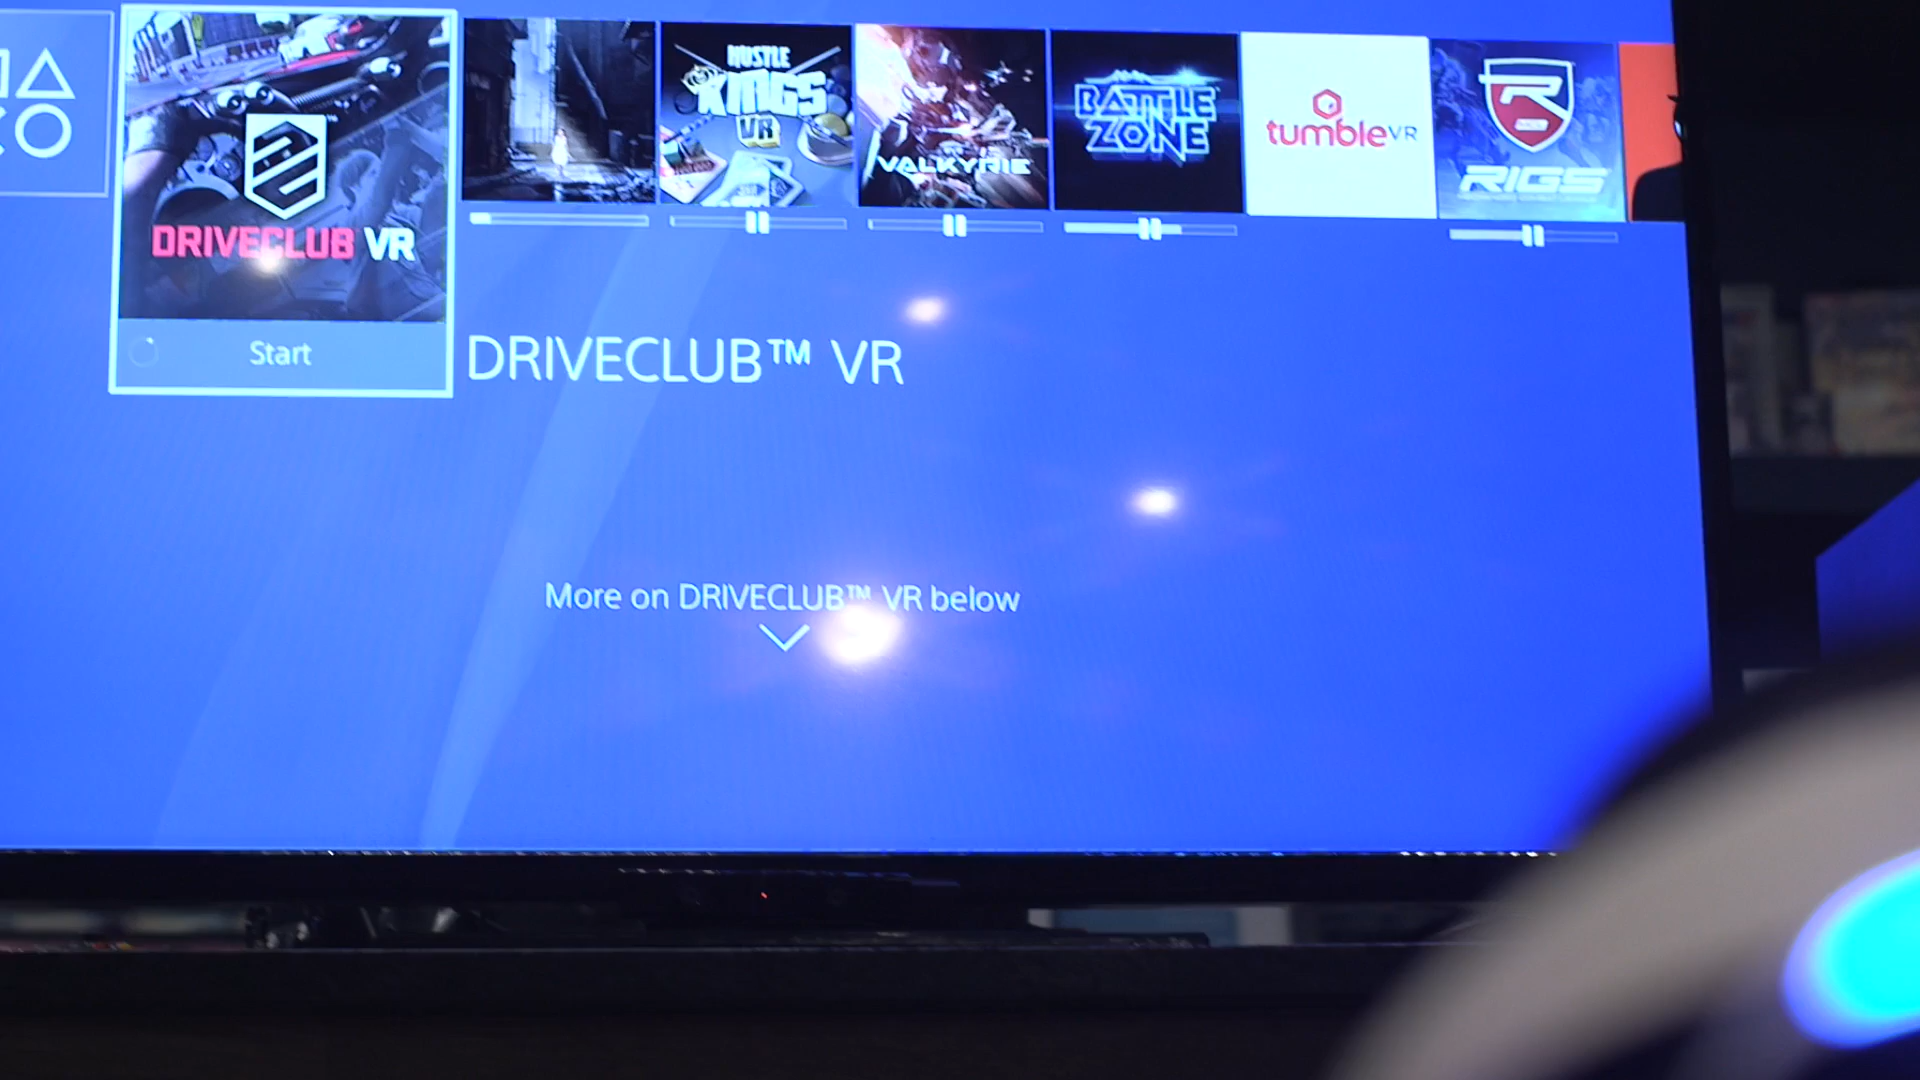 DRIVECLUB VR
Start
HUSTLE
KINGS
VR
VALKYRIE
BATTLE
ZONE
tumbleVR
R
RIGS
DRIVECLUB™ VR
More on DRIVECLUB™ VR below